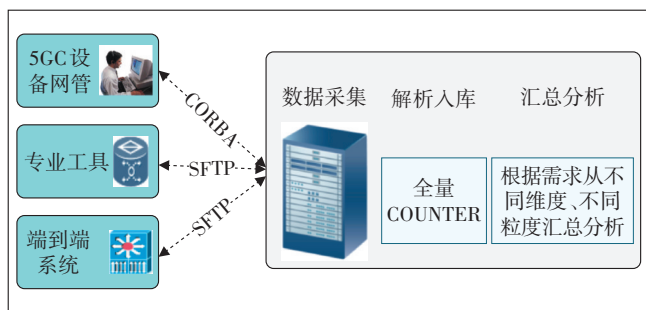 5GC设
备网管
CORBA
专业工具
SFTP
端到端
系统
SFTP
数据采集
解析入库
汇总分析
全量
COUNTER
根据需求从不
同维度、不同
粒度汇总分析